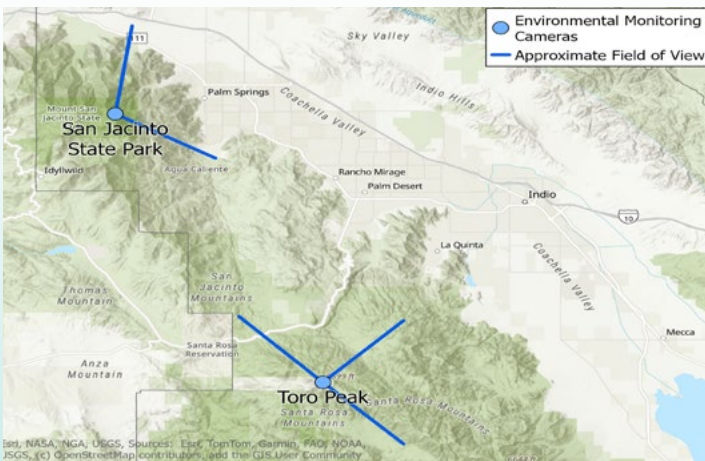 Environmental Monitoring
Cameras
Approximate Field of View
Sky Valley
111
Indio Hills
Palm Springs
Coachella Valley
Mount San
Jacinto State
San Jacinto
State Park
Agua Caliente
Idyllwild
Rancho Mirage
Palm Desert
Indio
10
La Quinta
Coachella Valley
San
Jacinto
Mountains
Thomas
Mountain
Mecca
Santa Rosa
Reservation
Anza
Mountain
Toro Peak
Santa Rosa
Mountains
Santa Rosa Mountains
Esri, NASA, NGA, USGS, Sources: Esri, TomTom, Garmin, FAO, NOAA,
USGS, (c) OpenStreetMap contributors, and the GIS User Community